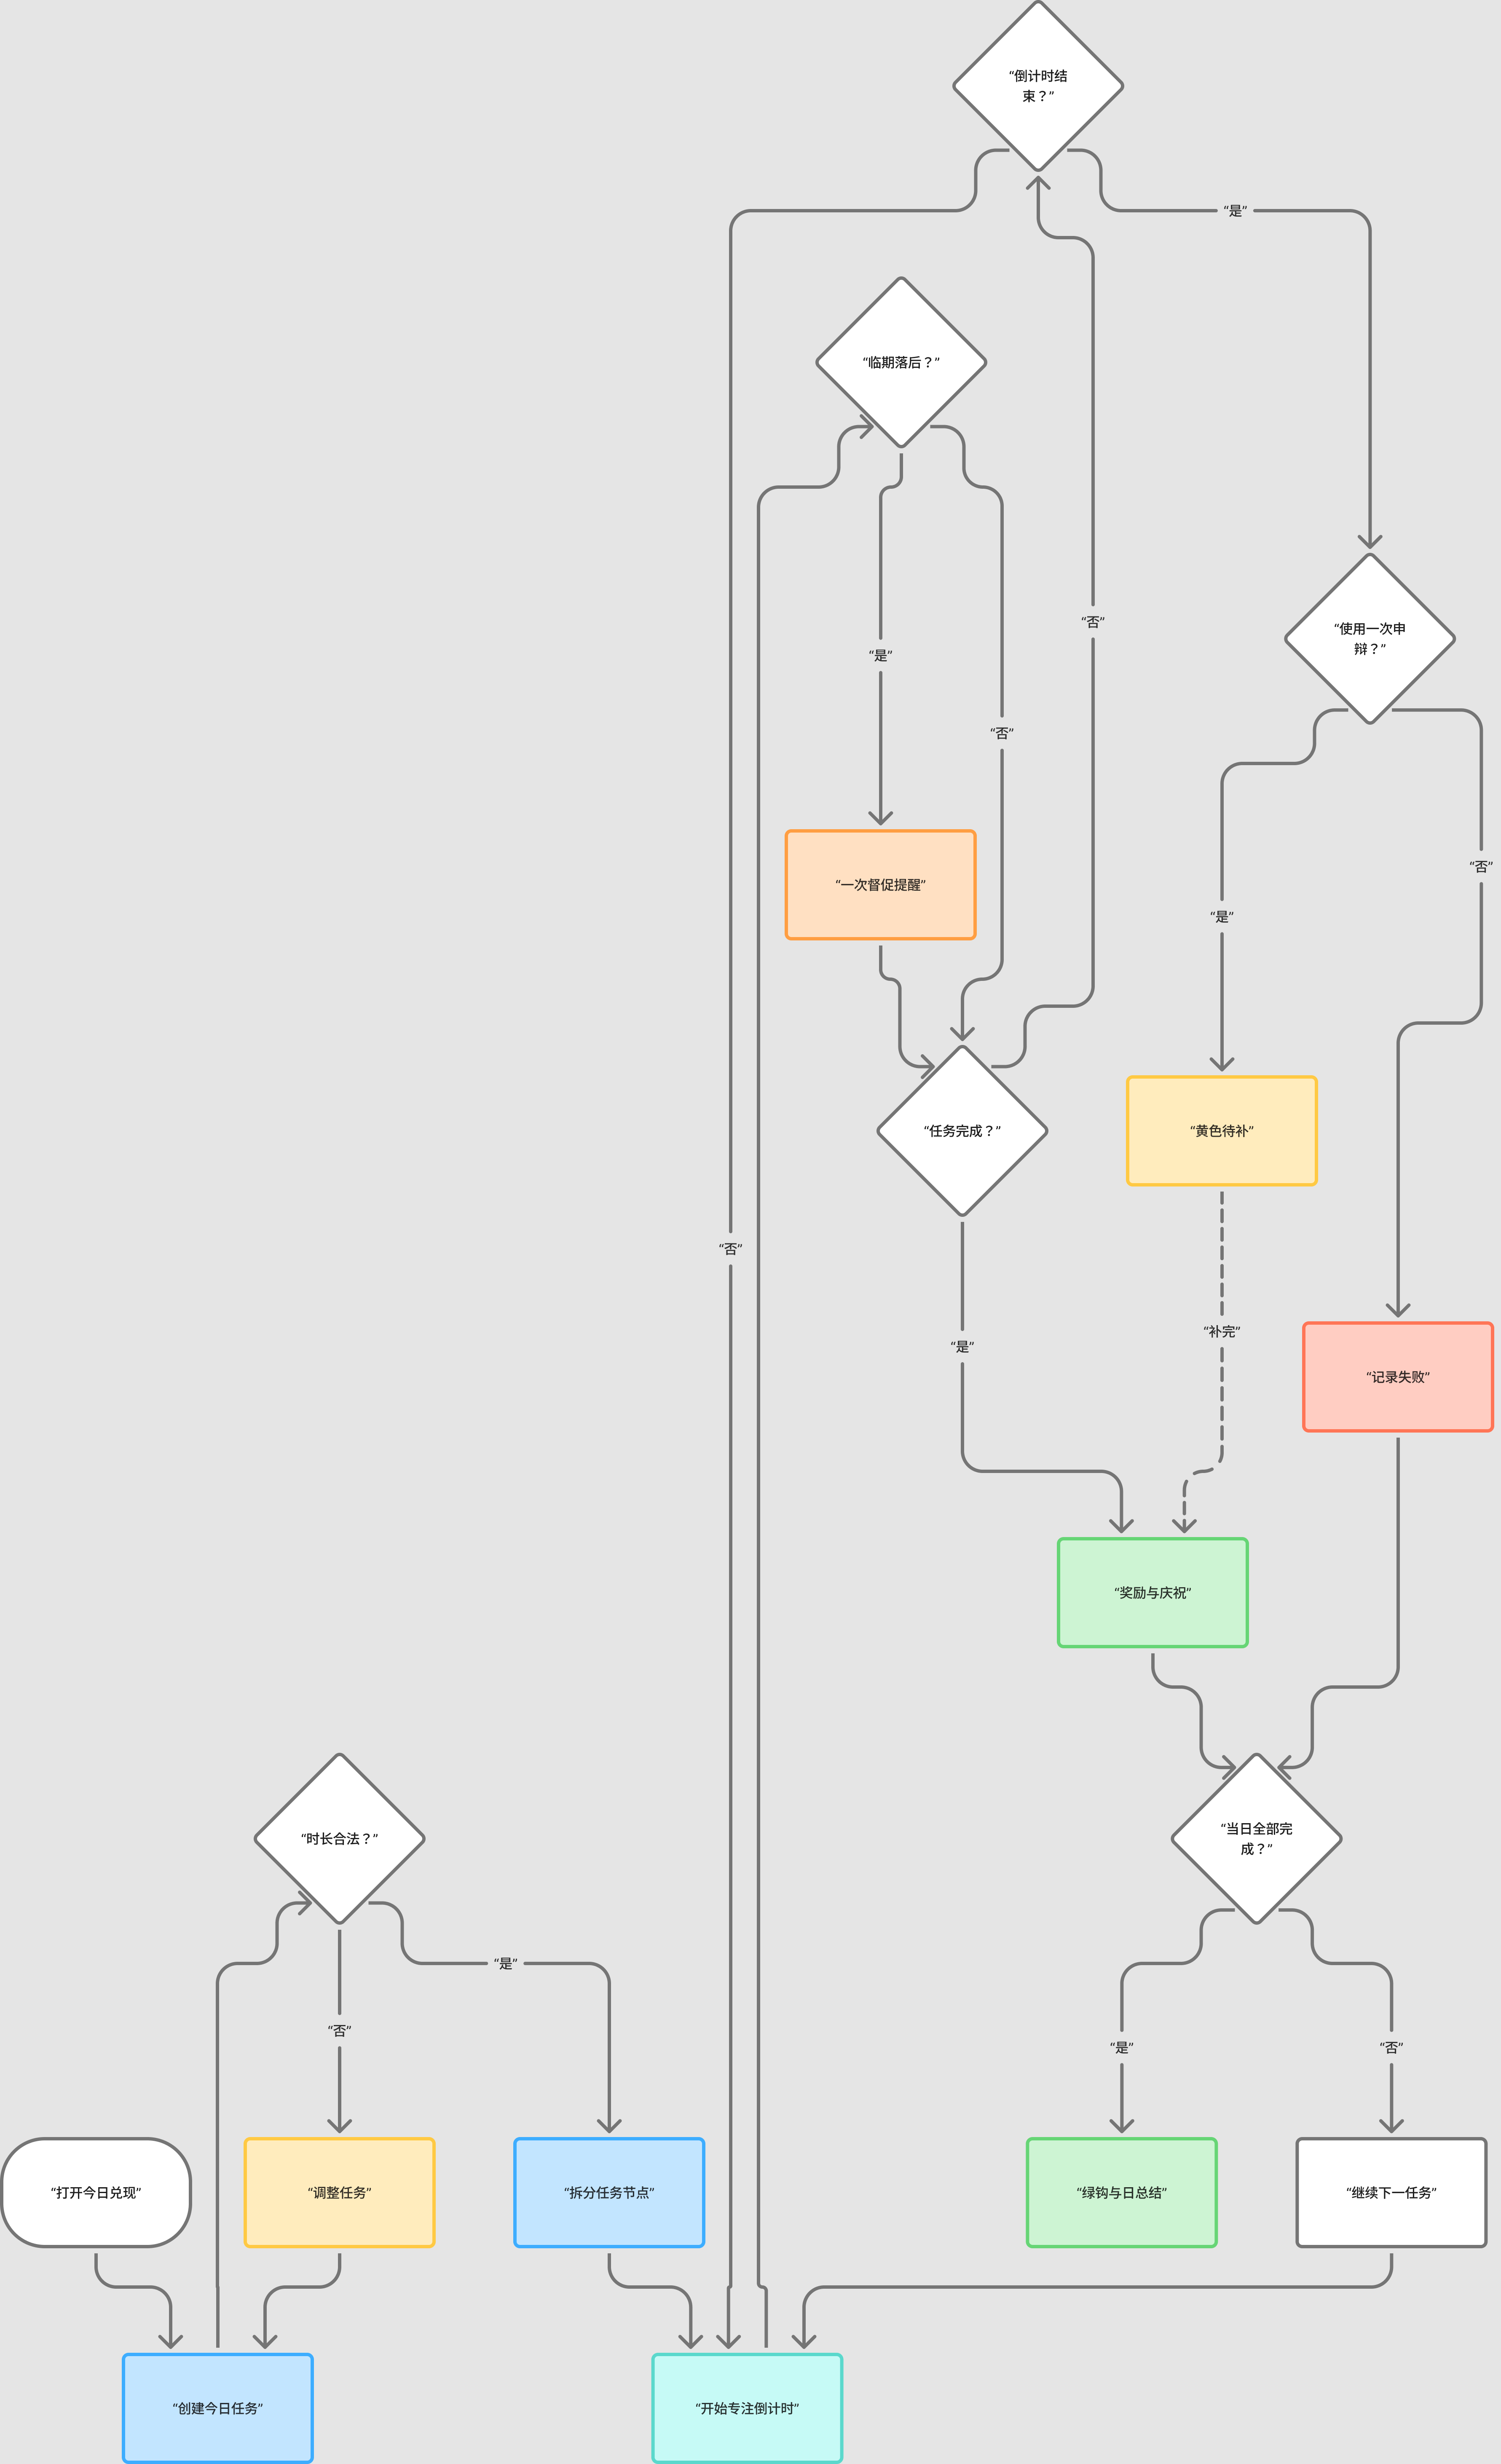 “倒计时结
束？”
“是”
“临期落后？”
“否”
“使用一次申
辩？”
“是”
“否”
“否”
“一次督促提醒”
“是”
“任务完成？”
“黄色待补”
“否”
“补完”
“是”
“记录失败”
“奖励与庆祝”
“时长合法？”
“当日全部完
成？”
“是”
“否”
“是”
“否”
“打开今日兑现”
“调整任务”
“拆分任务节点”
“绿钩与日总结”
“继续下一任务”
“创建今日任务”
“开始专注倒计时”